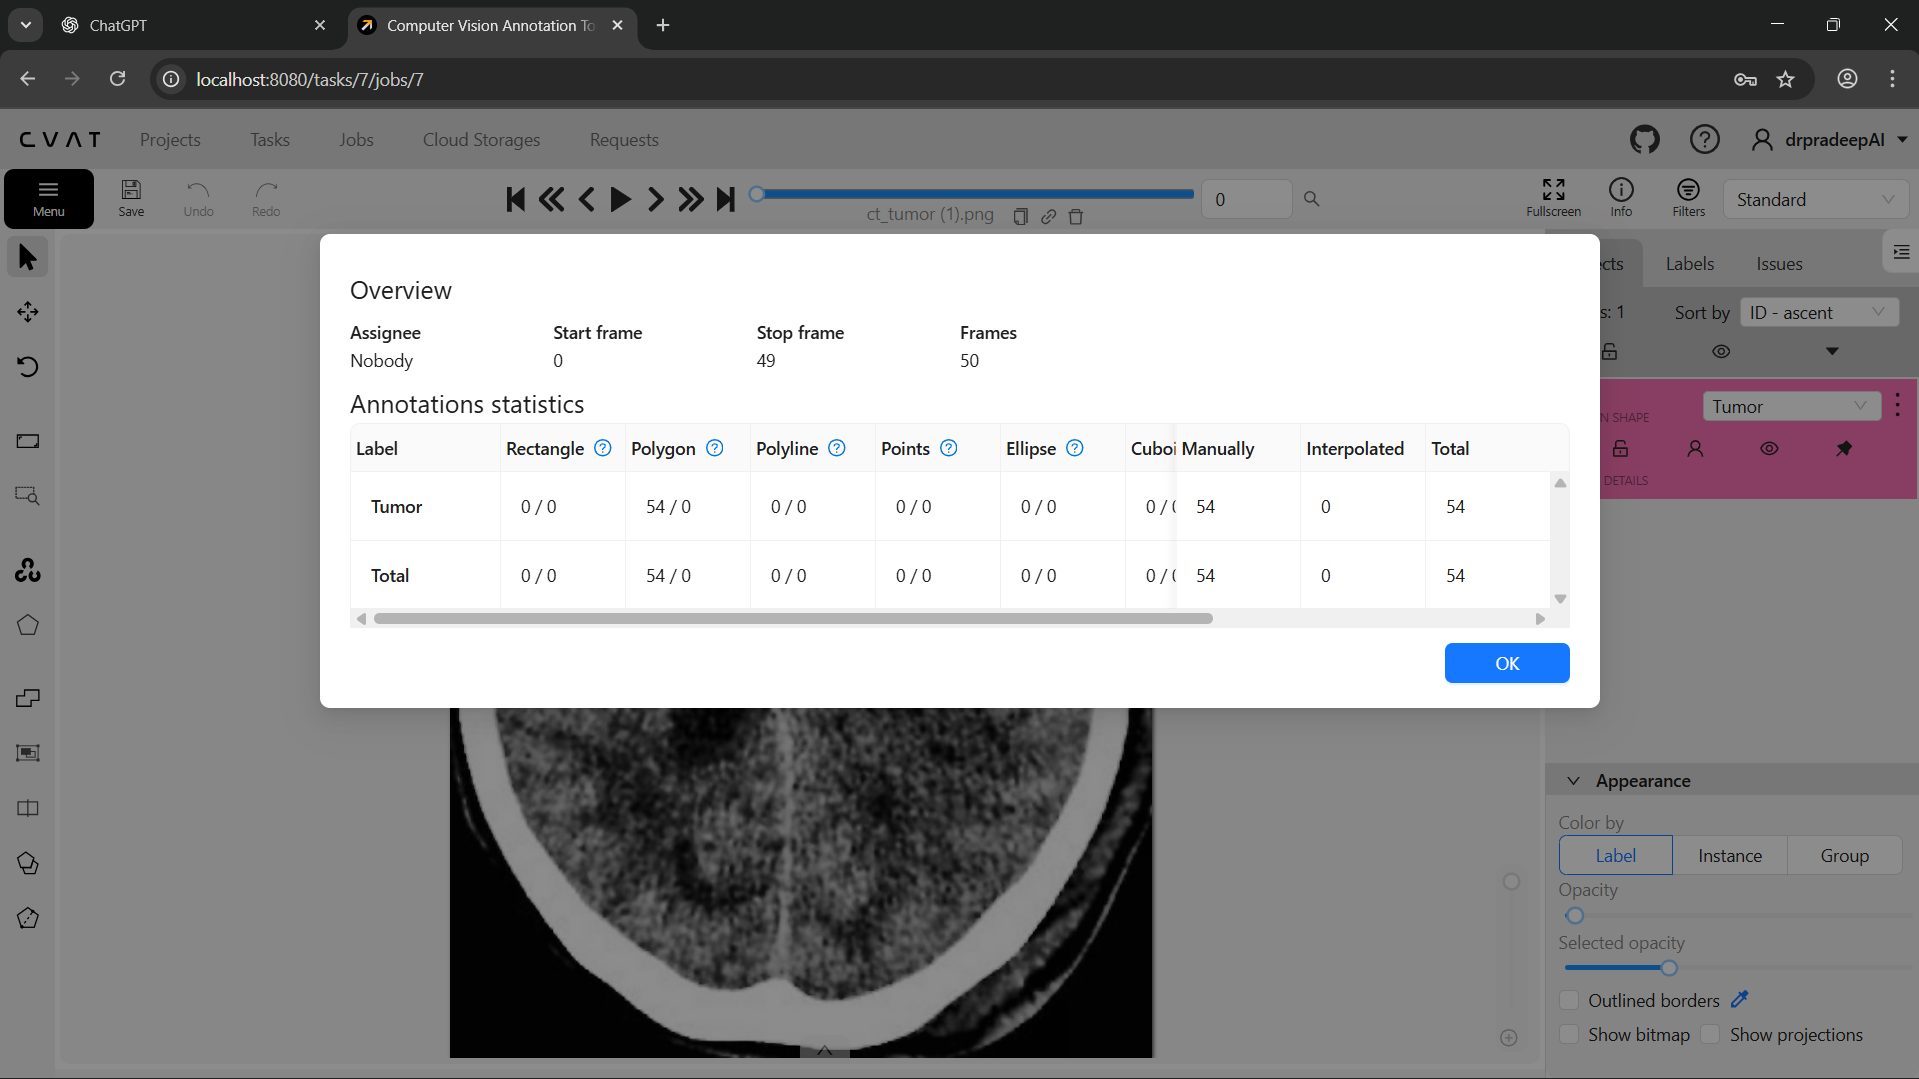 ChatGPT
Computer Vision Annotation To
localhost:8080/tasks/7/jobs/7
CVAT Projects Tasks Jobs Cloud Storages Requests drpradeepAI
Menu Save Undo Redo 0 Fullscreen Info Filters Standard
ct_tumor (1).png
cts Labels Issues
s: 1 Sort by ID - ascent
N SHAPE Tumor
DETAILS
Overview
Assignee Start frame Stop frame Frames
Nobody 0 49 50
Annotations statistics
Label Rectangle Polygon Polyline Points Ellipse Cuboi Manually Interpolated Total
Tumor 0 / 0 54 / 0 0 / 0 0 / 0 0 / 0 0 / 0 54 0 54
Total 0 / 0 54 / 0 0 / 0 0 / 0 0 / 0 0 / 0 54 0 54
OK
Appearance
Color by
Label Instance Group
Opacity
Selected opacity
Outlined borders
Show bitmap Show projections